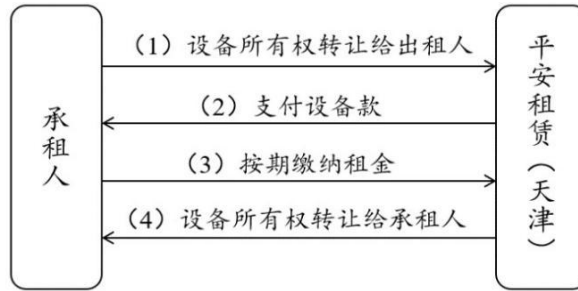 承租人
（1）设备所有权转让给出租人
（2）支付设备款
（3）按期缴纳租金
（4）设备所有权转让给承租人
平安租赁（天津）